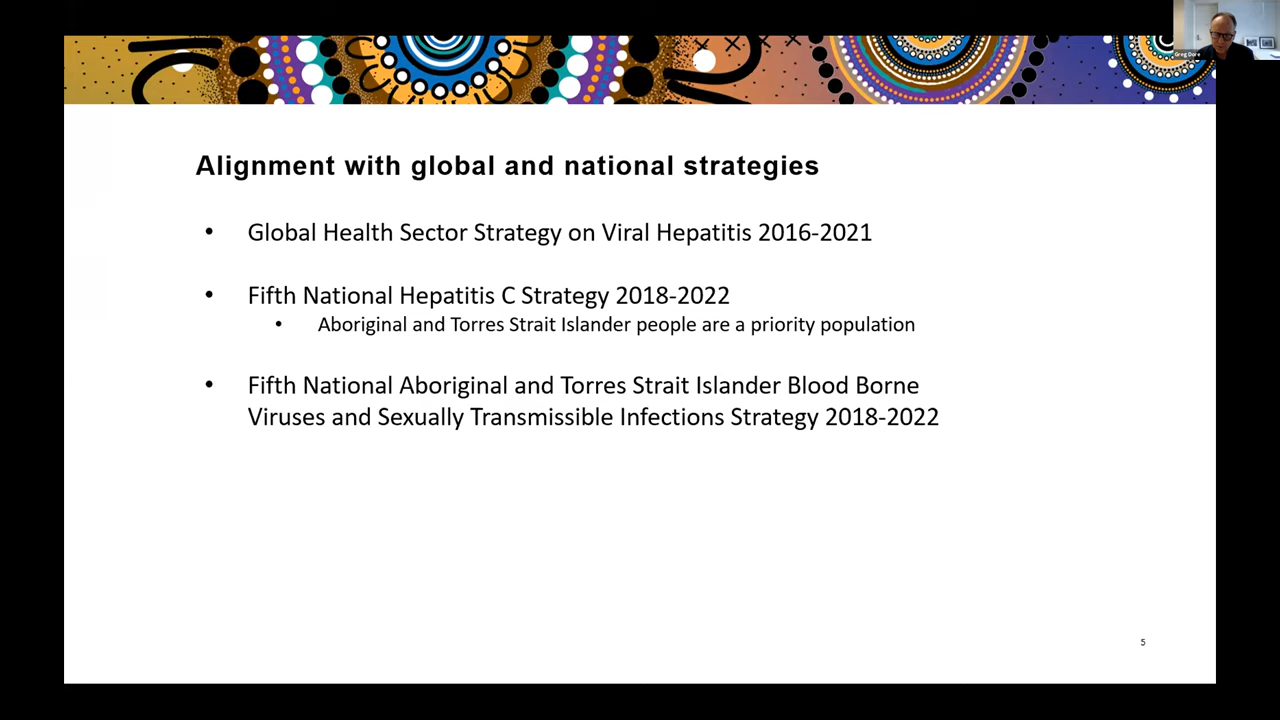 Greg Dore
Alignment with global and national strategies
• Global Health Sector Strategy on Viral Hepatitis 2016-2021
• Fifth National Hepatitis C Strategy 2018-2022
• Aboriginal and Torres Strait Islander people are a priority population
• Fifth National Aboriginal and Torres Strait Islander Blood Borne
Viruses and Sexually Transmissible Infections Strategy 2018-2022
5